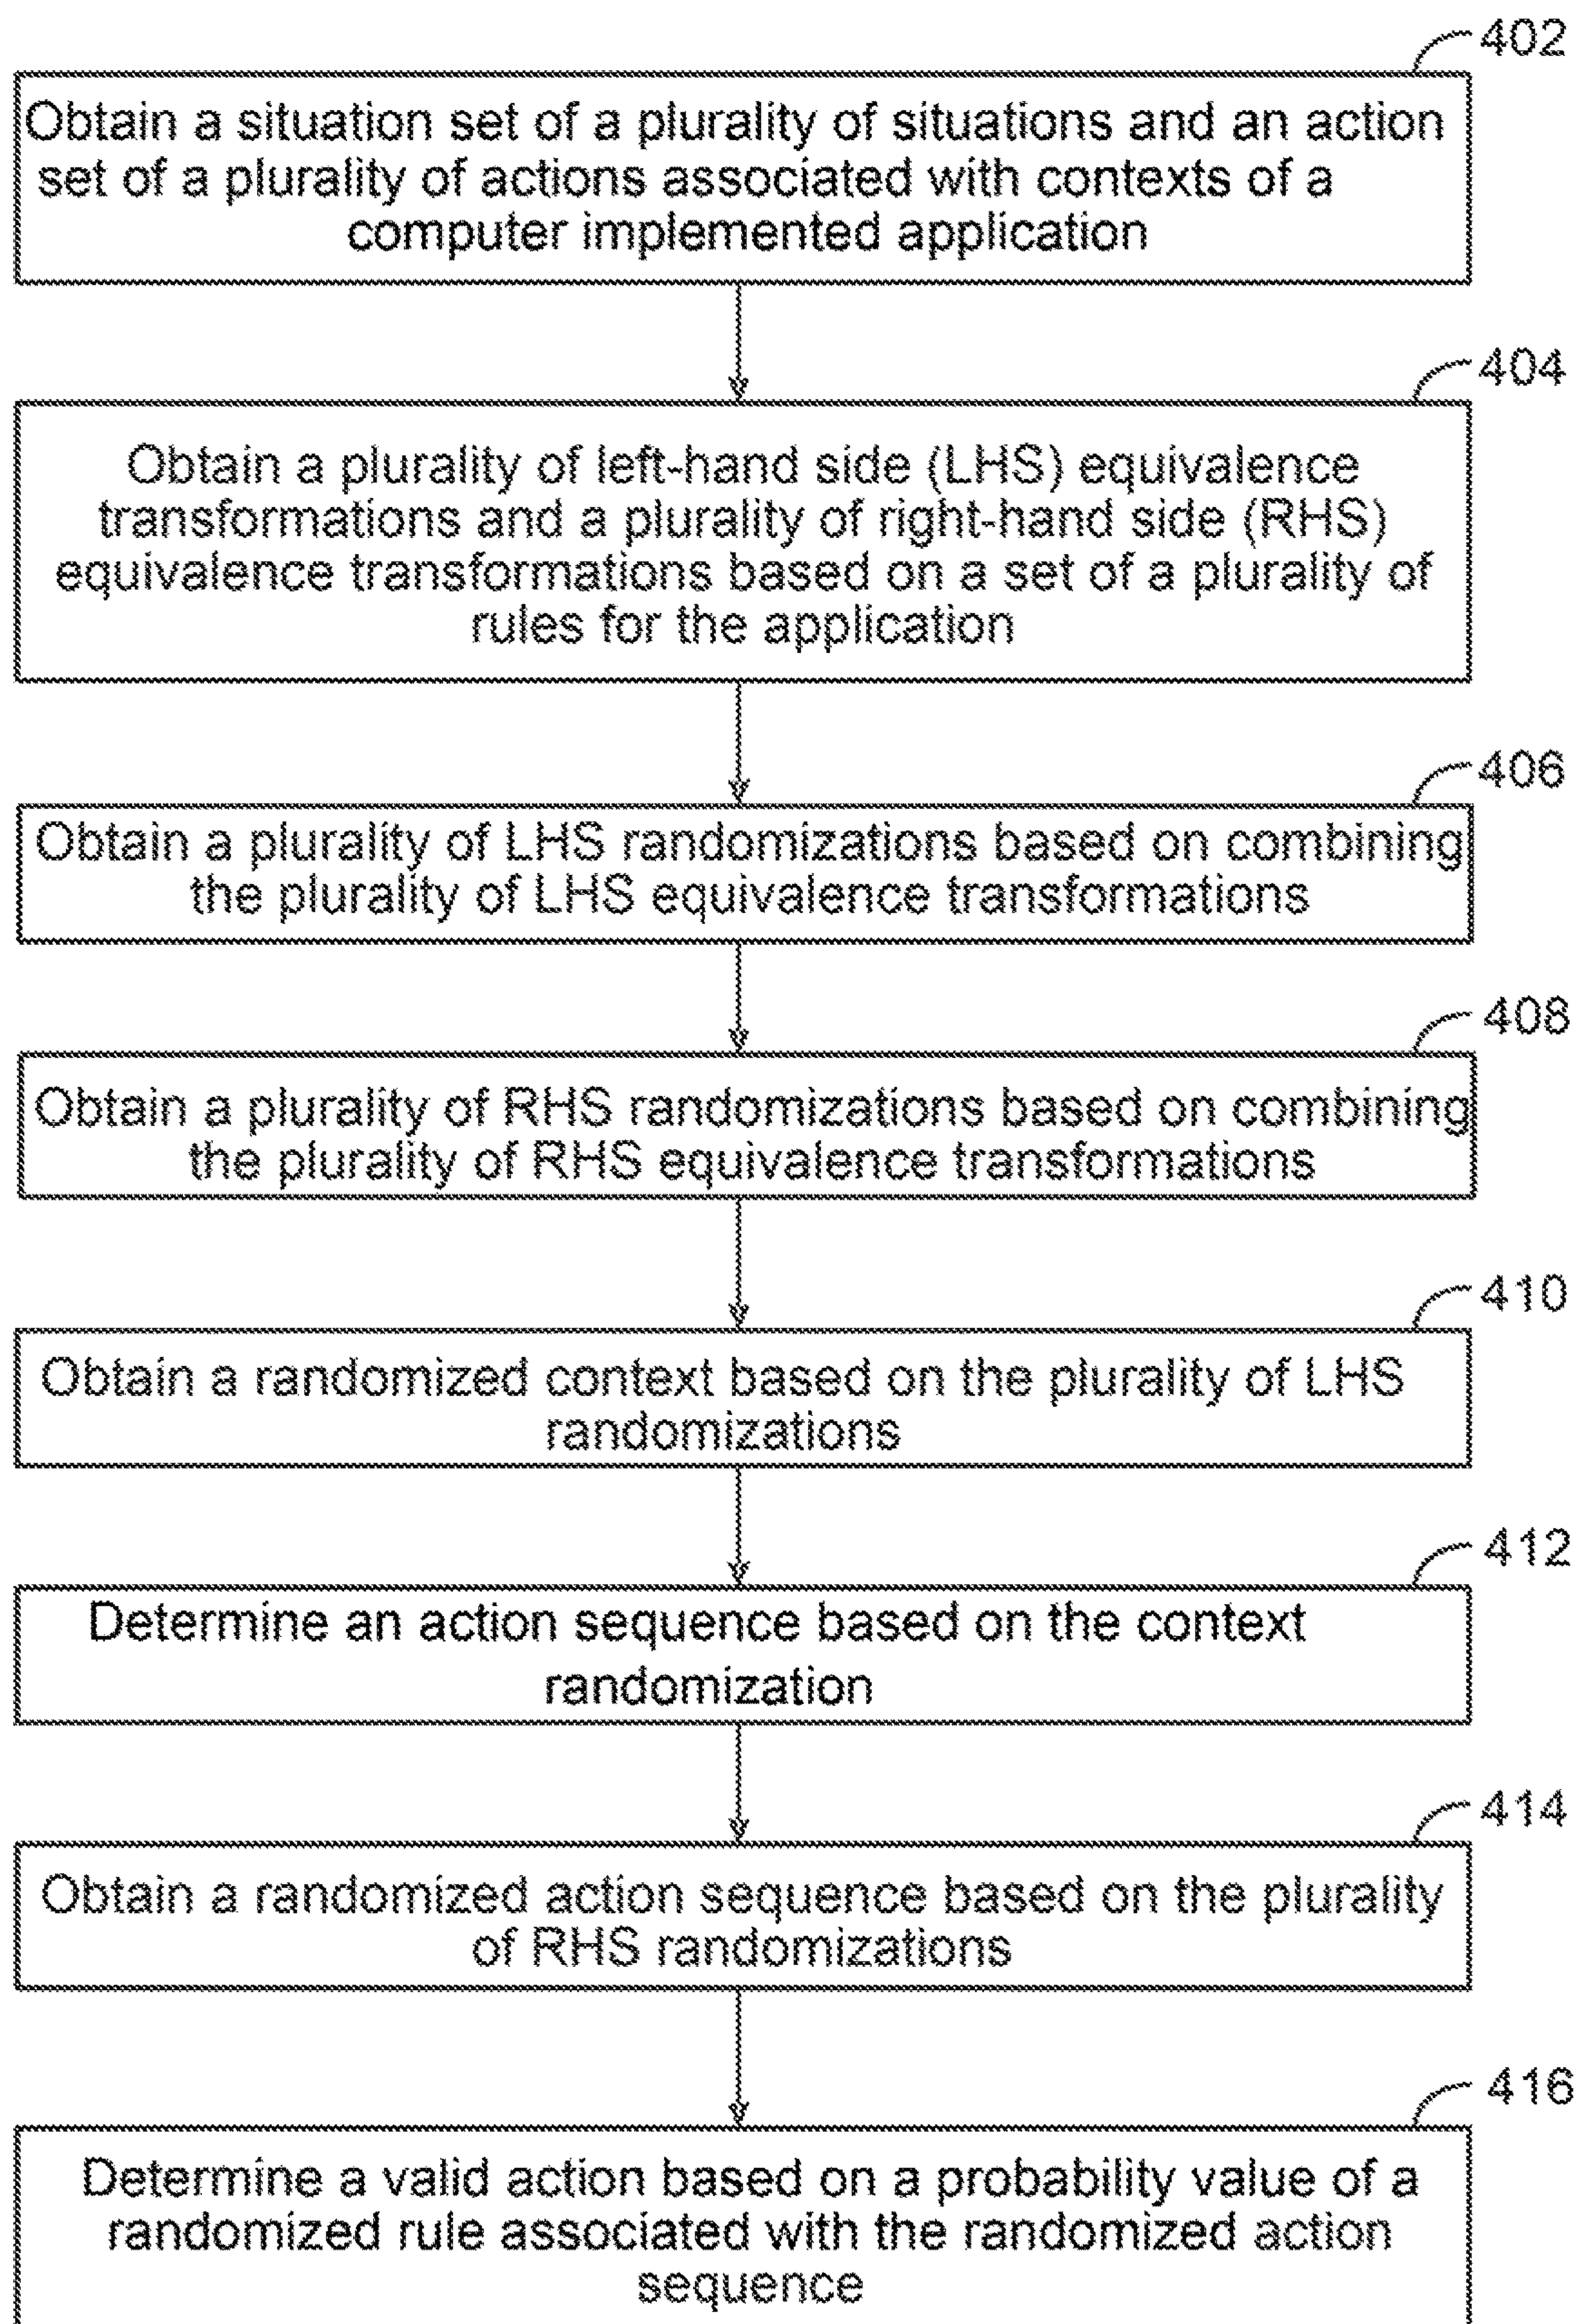 402
Obtain a situation set of a plurality of situations and an action
set of a plurality of actions associated with contexts of a
computer implemented application
404
Obtain a plurality of left-hand side (LHS) equivalence
transformations and a plurality of right-hand side (RHS)
equivalence transformations based on a set of a plurality of
rules for the application
406
Obtain a plurality of LHS randomizations based on combining
the plurality of LHS equivalence transformations
408
Obtain a plurality of RHS randomizations based on combining
the plurality of RHS equivalence transformations
410
Obtain a randomized context based on the plurality of LHS
randomizations
412
Determine an action sequence based on the context
randomization
414
Obtain a randomized action sequence based on the plurality
of RHS randomizations
416
Determine a valid action based on a probability value of a
randomized rule associated with the randomized action
sequence